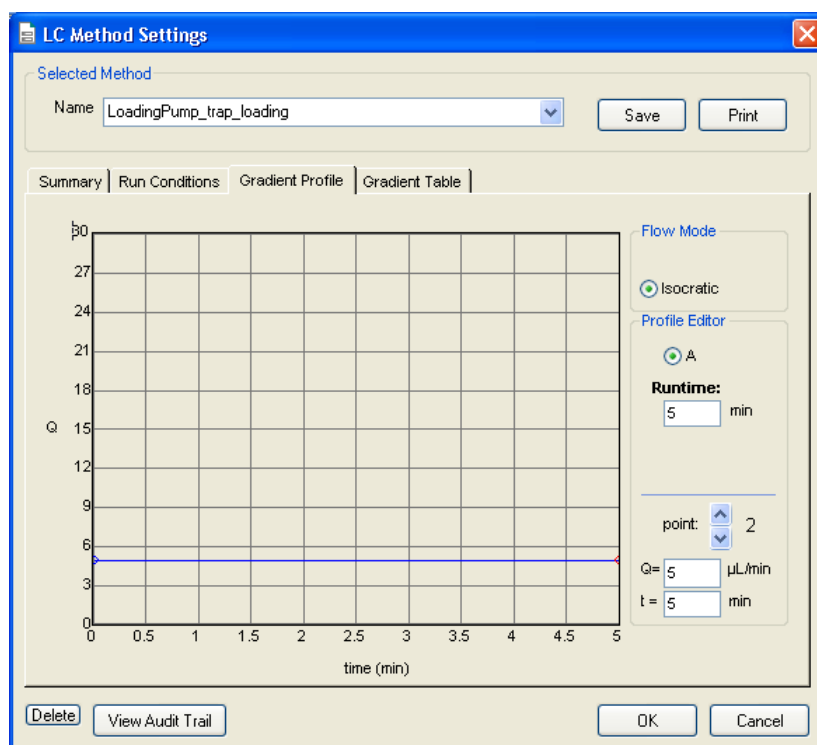 LC Method Settings
Selected Method
Name LoadingPump_trap_loading Save Print
Summary Run Conditions Gradient Profile Gradient Table
30
27
24
21
18
Q 15
12
9
6
3
0
0 0.5 1 1.5 2 2.5 3 3.5 4 4.5 5
time (min)
Flow Mode
Isocratic
Profile Editor
A
Runtime:
5 min
point: 2
Q= 5 µL/min
t = 5 min
Delete View Audit Trail OK Cancel